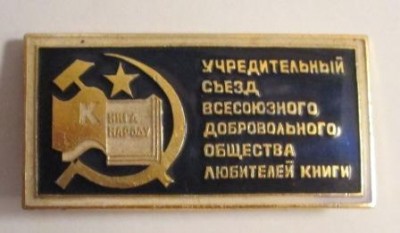 К
КНИГА
НАРОДУ
УЧРЕДИТЕЛЬНЫЙ
СЪЕЗД
ВСЕСОЮЗНОГО
ДОБРОВОЛЬНОГО
ОБЩЕСТВА
ЛЮБИТЕЛЕЙ КНИГИ